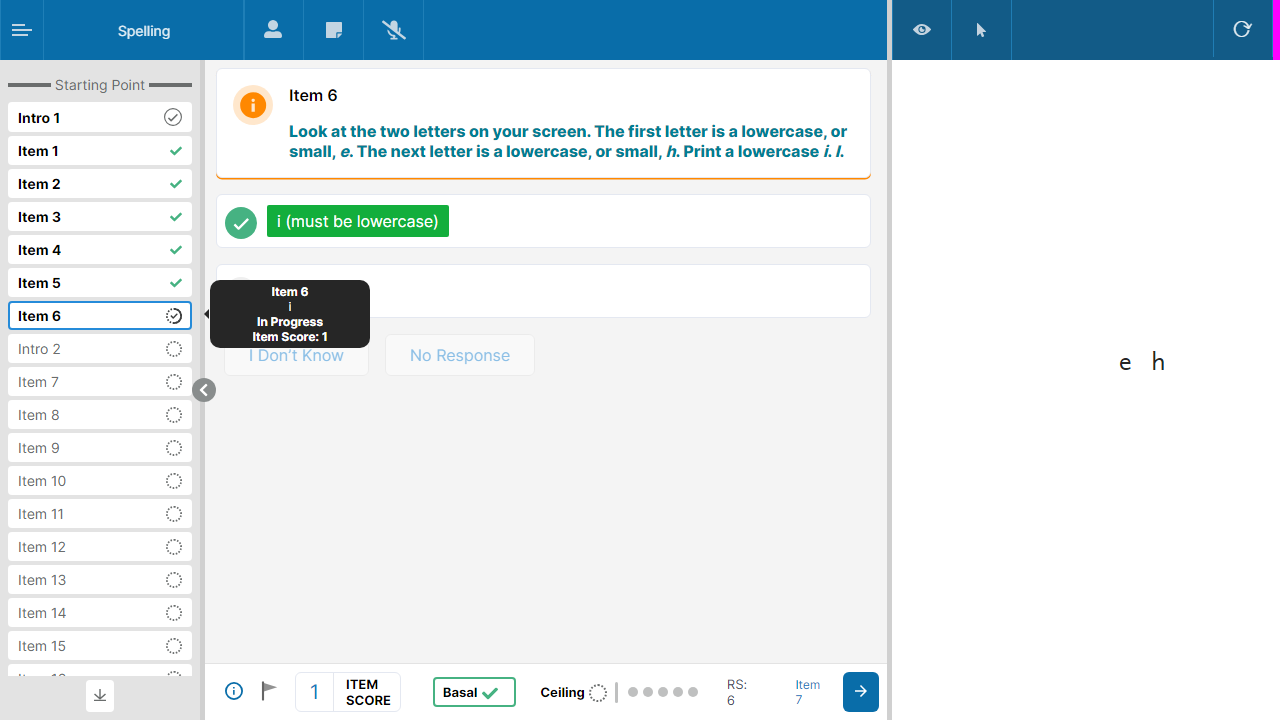 Spelling
Starting Point
Intro 1
Item 1
Item 2
Item 3
Item 4
Item 5
Item 6
Intro 2
Item 7
Item 8
Item 9
Item 10
Item 11
Item 12
Item 13
Item 14
Item 15
Item 6
Look at the two letters on your screen. The first letter is a lowercase, or
small, e. The next letter is a lowercase, or small, h. Print a lowercase i. I.
i (must be lowercase)
Item 6
i
In Progress
Item Score: 1
I Don't Know
No Response
1
ITEM
SCORE
Basal
Ceiling
RS:
6
Item
7
e h